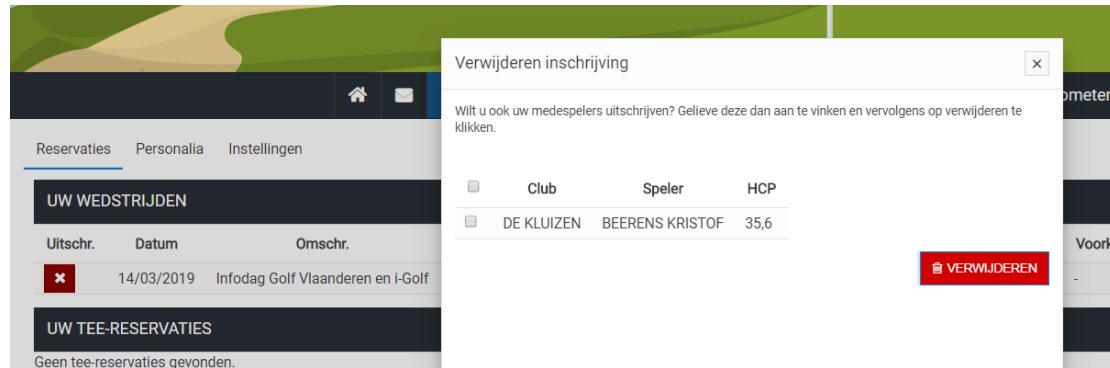 Verwijderen inschrijving
Wilt u ook uw medespelers uitschrijven? Gelieve deze dan aan te vinken en vervolgens op verwijderen te
klikken.
Club Speler HCP
DE KLUIZEN BEERENS KRISTOF 35,6
VERWIJDEREN
ometer
Reservaties Personalia Instellingen
UW WEDSTRIJDEN
Uitschr. Datum Omschr. Voork
14/03/2019 Infodag Golf Vlaanderen en i-Golf -
UW TEE-RESERVATIES
Geen tee-reservaties gevonden.